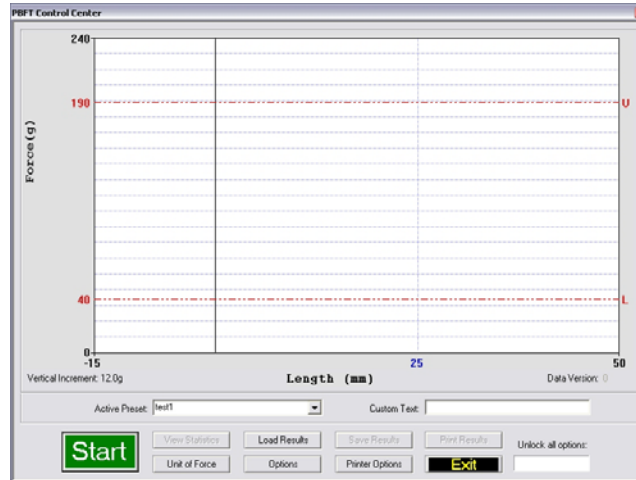 PBFT Control Center
240
190
U
Force(g)
40
L
0
-15
25
50
Vertical Increment: 12.0g
Length (mm)
Data Version: 0
Active Preset: test1
Custom Text:
Start
View Statistics
Load Results
Save Results
Print Results
Unlock all options:
Unit of Force
Options
Printer Options
Exit